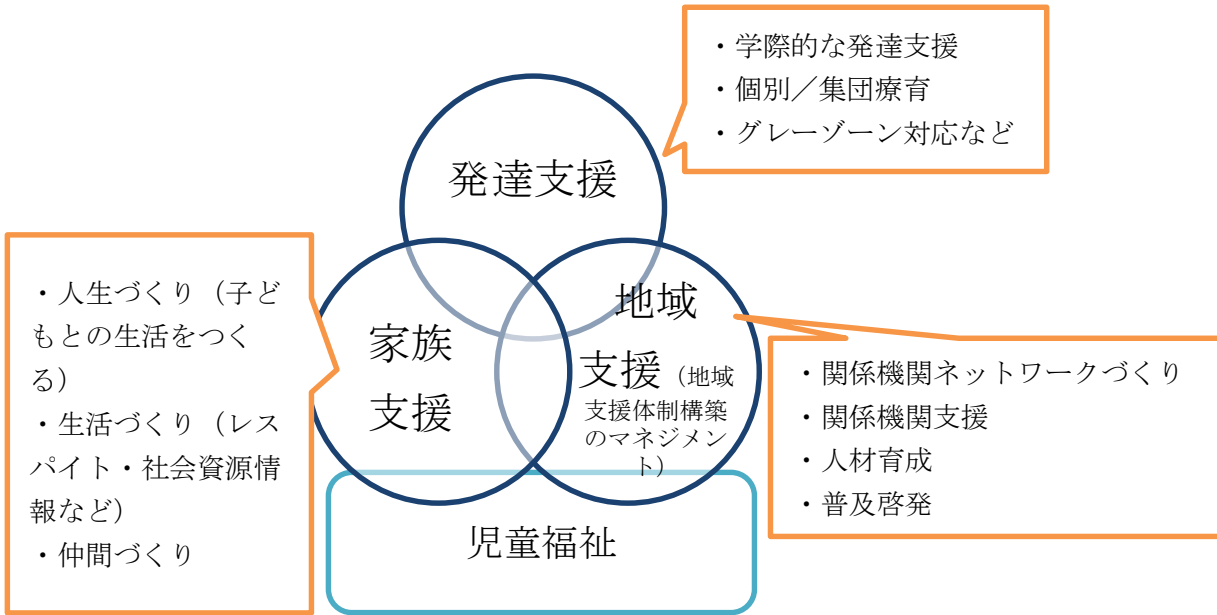 ・学際的な発達支援
・個別／集団療育
・グレーゾーン対応など
発達支援
・人生づくり（子ど
もとの生活をつく
る）
・生活づくり（レス
パイト・社会資源情
報など）
・仲間づくり
家族
支援
地域
支援（地域
支援体制構築
のマネジメン
ト）
・関係機関ネットワークづくり
・関係機関支援
・人材育成
・普及啓発
児童福祉